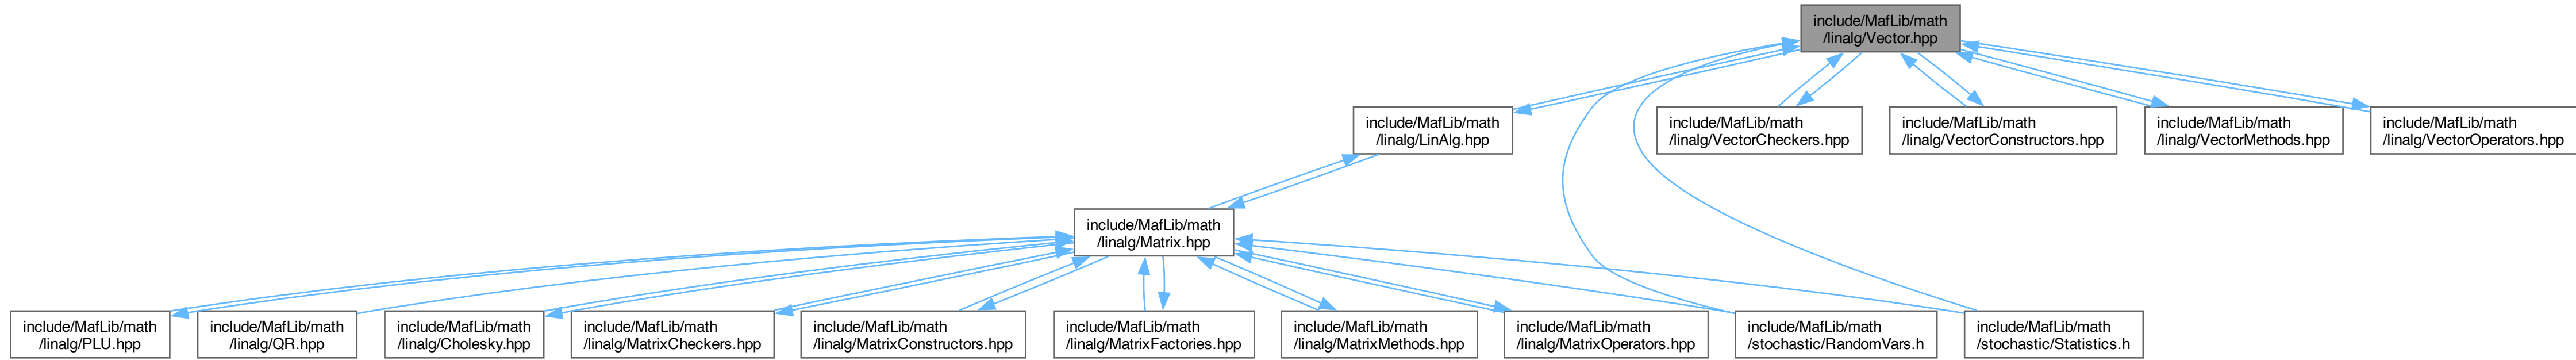 include/MafLib/math
/linalg/Vector.hpp
include/MafLib/math
/linalg/LinAlg.hpp
include/MafLib/math
/linalg/VectorCheckers.hpp
include/MafLib/math
/linalg/VectorConstructors.hpp
include/MafLib/math
/linalg/VectorMethods.hpp
include/MafLib/math
/linalg/VectorOperators.hpp
include/MafLib/math
/linalg/Matrix.hpp
include/MafLib/math
/linalg/PLU.hpp
include/MafLib/math
/linalg/QR.hpp
include/MafLib/math
/linalg/Cholesky.hpp
include/MafLib/math
/linalg/MatrixCheckers.hpp
include/MafLib/math
/linalg/MatrixConstructors.hpp
include/MafLib/math
/linalg/MatrixFactories.hpp
include/MafLib/math
/linalg/MatrixMethods.hpp
include/MafLib/math
/linalg/MatrixOperators.hpp
include/MafLib/math
/stochastic/RandomVars.h
include/MafLib/math
/stochastic/Statistics.h